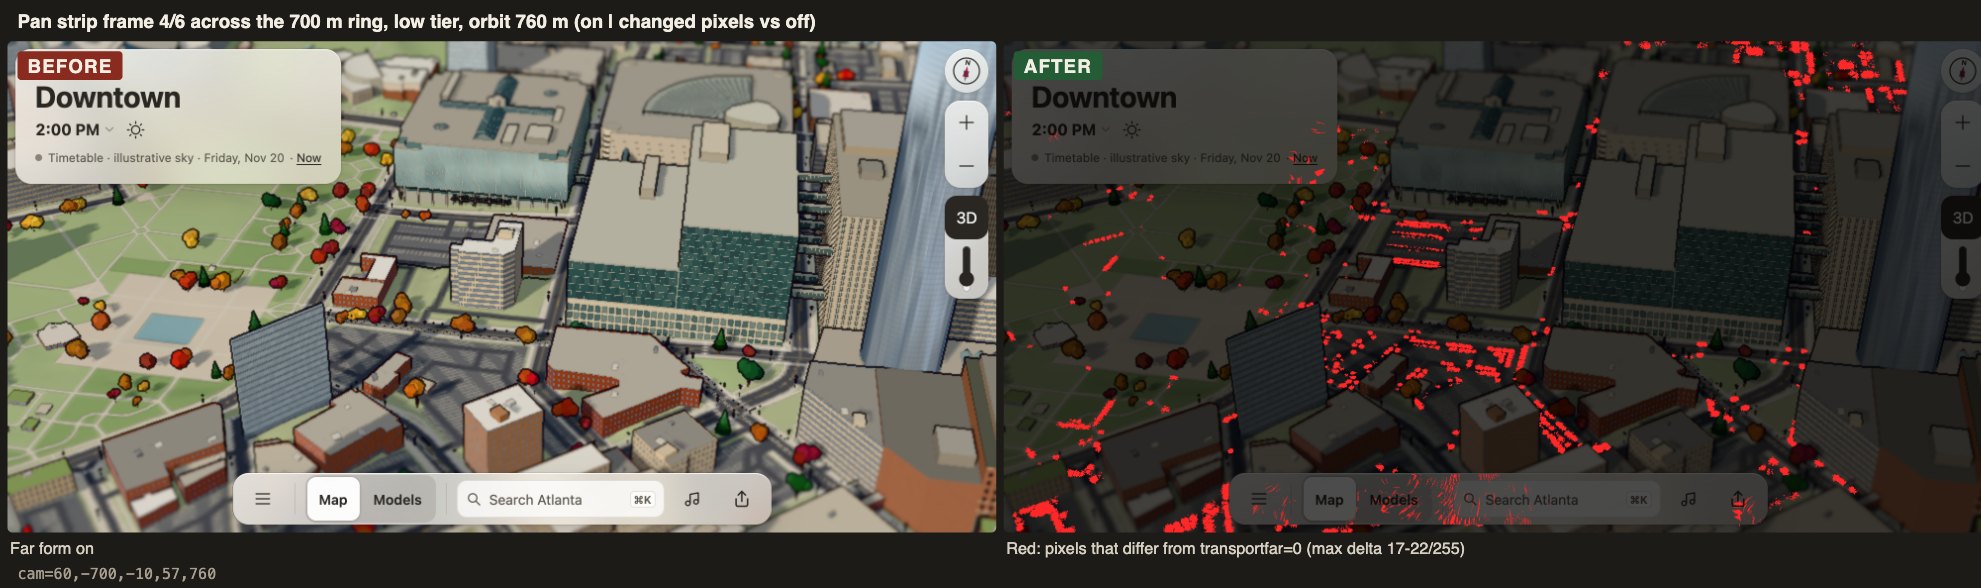 Pan strip frame 4/6 across the 700 m ring, low tier, orbit 760 m (on | changed pixels vs off)
BEFORE
Downtown
2:00 PM
Timetable · illustrative sky · Friday, Nov 20 · Now
N
+
−
3D
Map
Models
Search Atlanta
⌘K
AFTER
Downtown
2:00 PM
Timetable · illustrative sky · Friday, Nov 20 · Now
N
+
−
3D
Map
Models
Search Atlanta
⌘K
Far form on
cam=60,-700,-10,57,760
Red: pixels that differ from transportfar=0 (max delta 17-22/255)